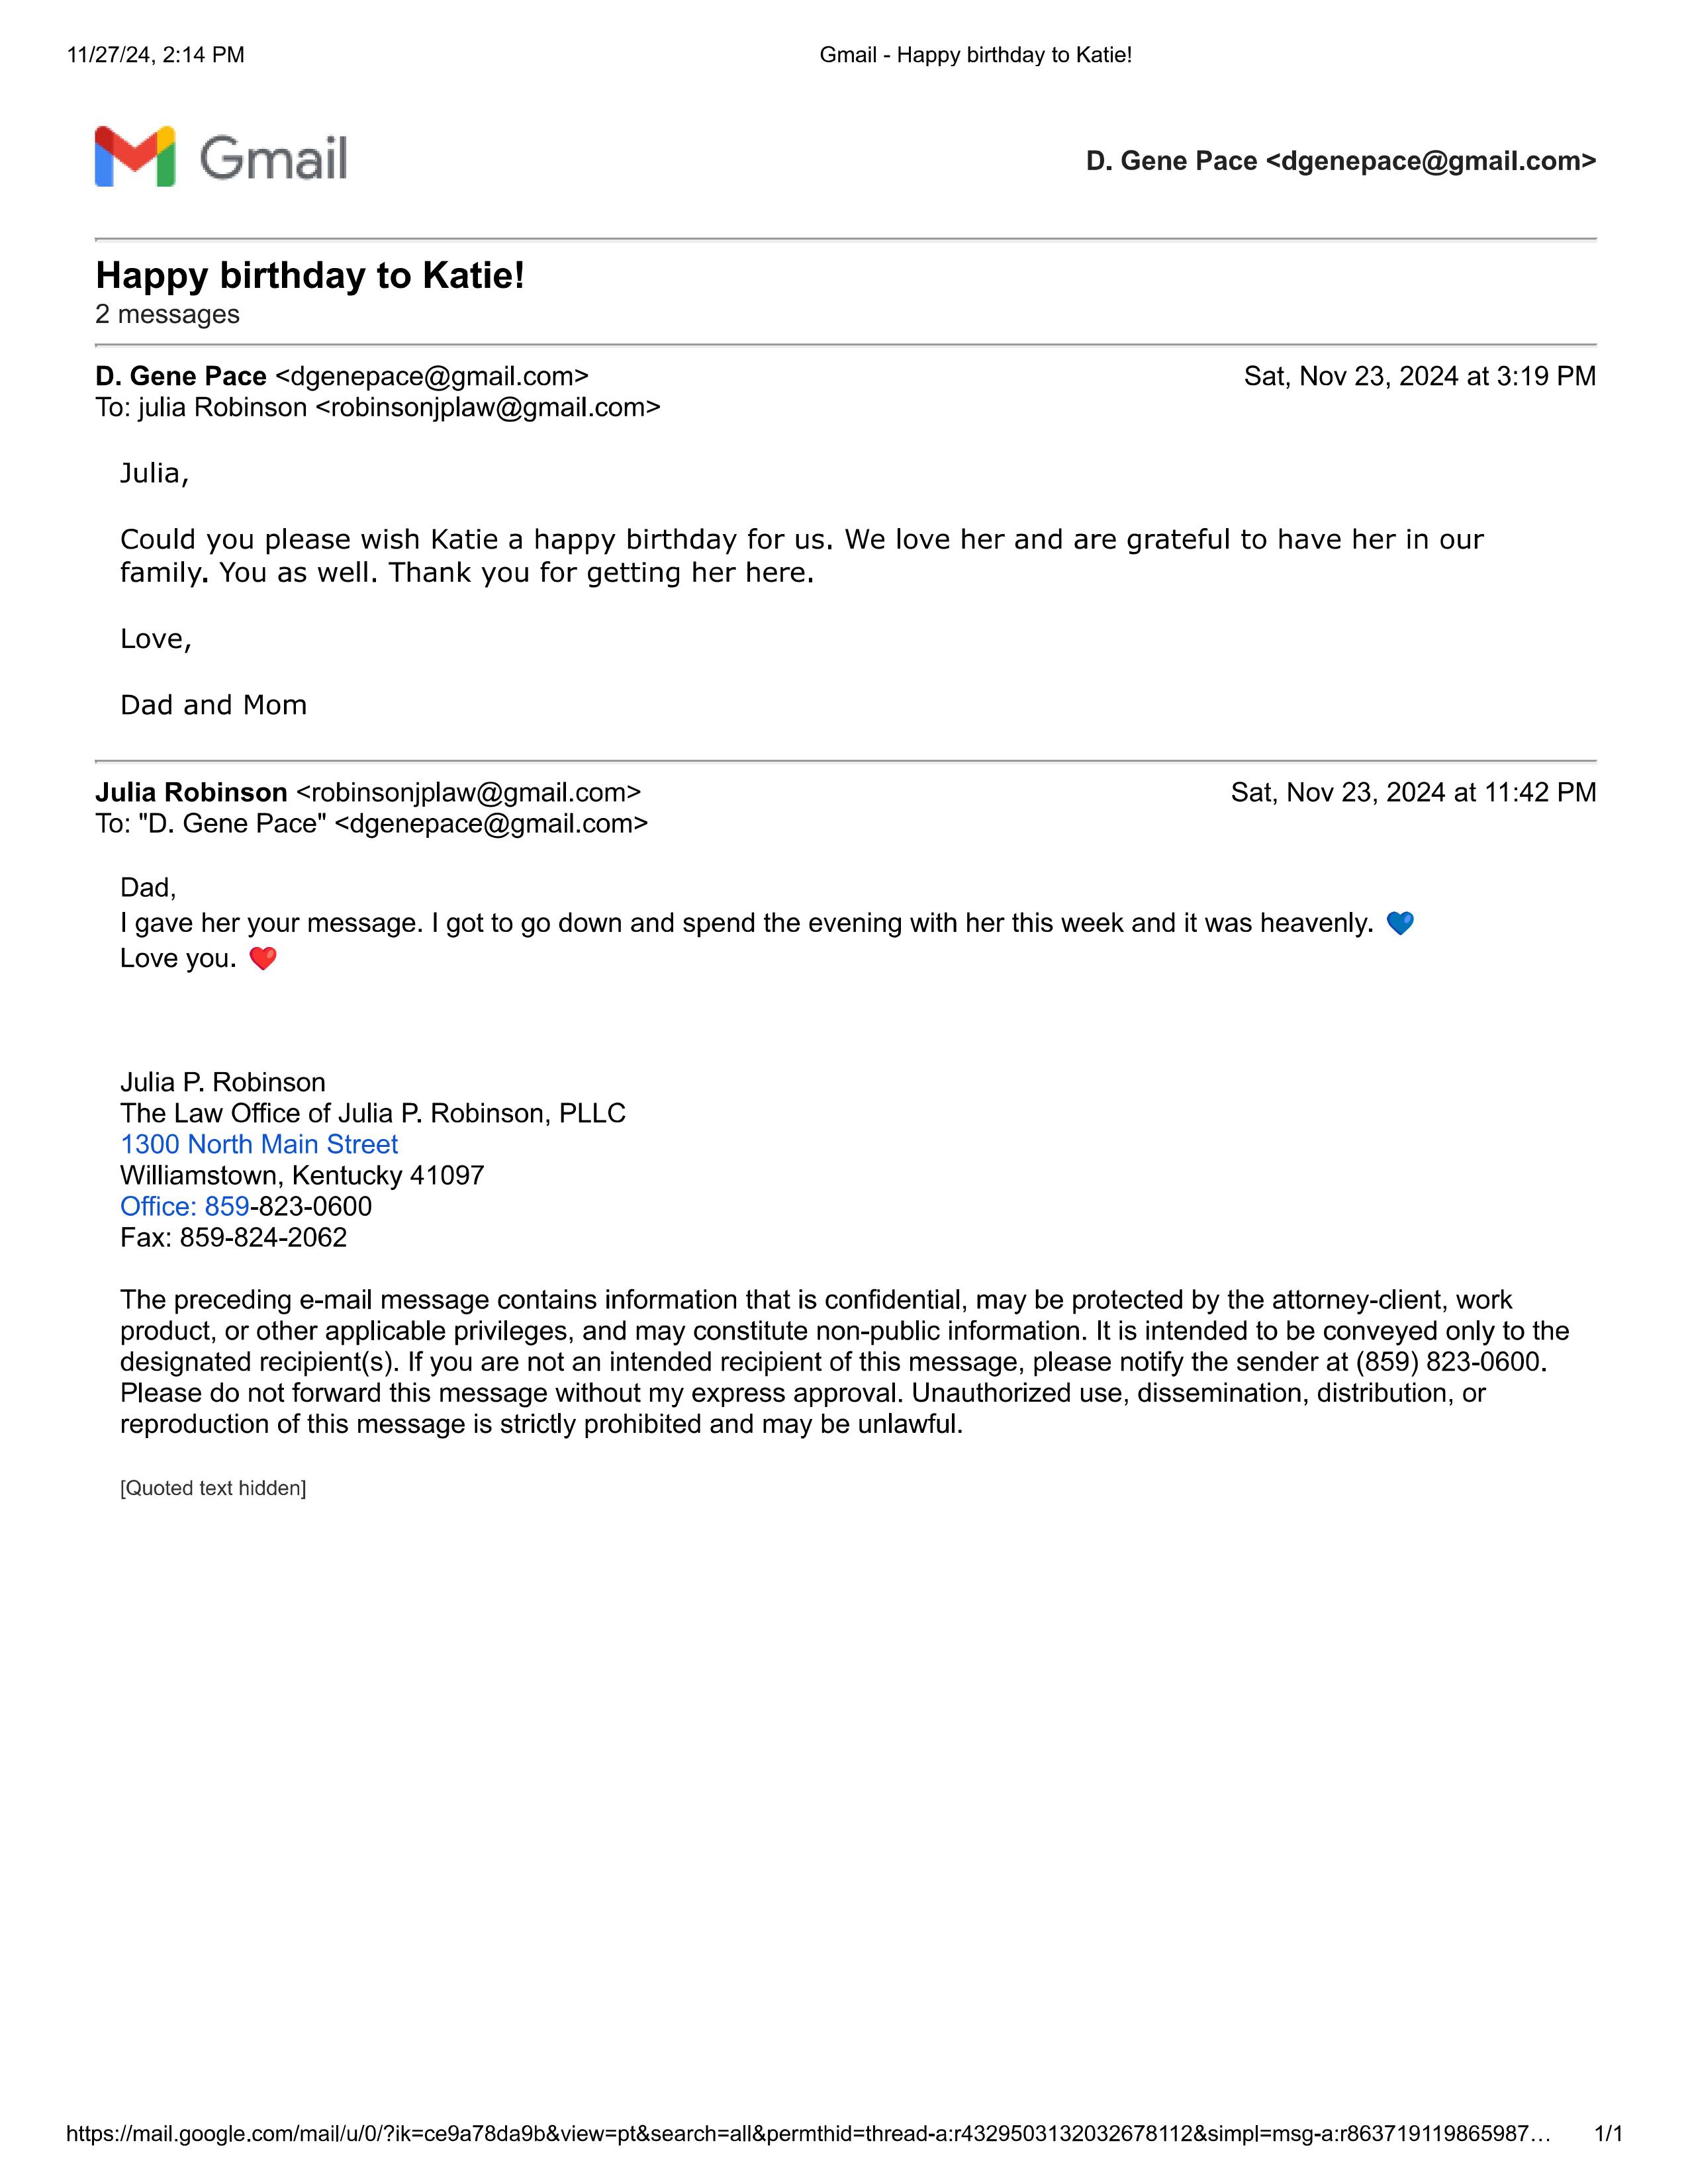 11/27/24, 2:14 PM
Gmail - Happy birthday to Katie!
Gmail
D. Gene Pace <dgenepace@gmail.com>
Happy birthday to Katie!
2 messages
D. Gene Pace <dgenepace@gmail.com>
Sat, Nov 23, 2024 at 3:19 PM
To: julia Robinson <robinsonjplaw@gmail.com>
Julia,
Could you please wish Katie a happy birthday for us. We love her and are grateful to have her in our
family. You as well. Thank you for getting her here.
Love,
Dad and Mom
Julia Robinson <robinsonjplaw@gmail.com>
Sat, Nov 23, 2024 at 11:42 PM
To: "D. Gene Pace" <dgenepace@gmail.com>
Dad,
I gave her your message. I got to go down and spend the evening with her this week and it was heavenly. 💙
Love you. ❤️
Julia P. Robinson
The Law Office of Julia P. Robinson, PLLC
1300 North Main Street
Williamstown, Kentucky 41097
Office: 859-823-0600
Fax: 859-824-2062
The preceding e-mail message contains information that is confidential, may be protected by the attorney-client, work
product, or other applicable privileges, and may constitute non-public information. It is intended to be conveyed only to the
designated recipient(s). If you are not an intended recipient of this message, please notify the sender at (859) 823-0600.
Please do not forward this message without my express approval. Unauthorized use, dissemination, distribution, or
reproduction of this message is strictly prohibited and may be unlawful.
[Quoted text hidden]
https://mail.google.com/mail/u/0/?ik=ce9a78da9b&view=pt&search=all&permthid=thread-a:r4329503132032678112&simpl=msg-a:r863719119865987…
1/1